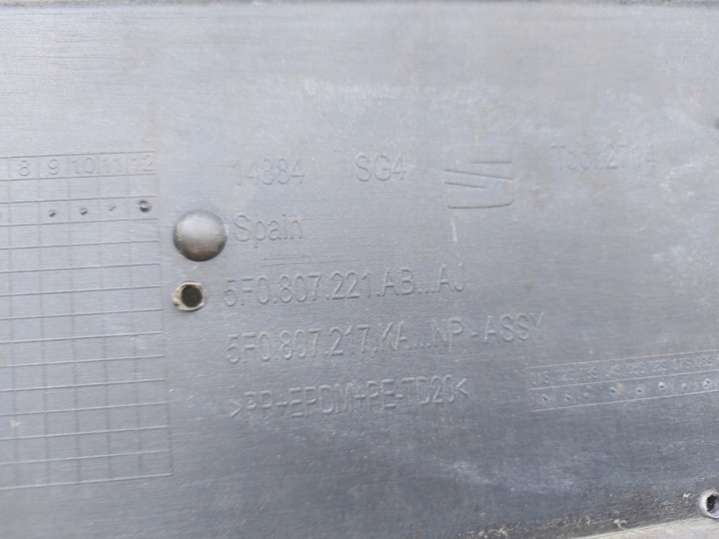 8 9 10 11 12
14884 SG4
Spain
5F0.807.221.AB...AJ
5F0.807.217.KA...NP-ASSY
>PP+EPDM+PE-TD20<